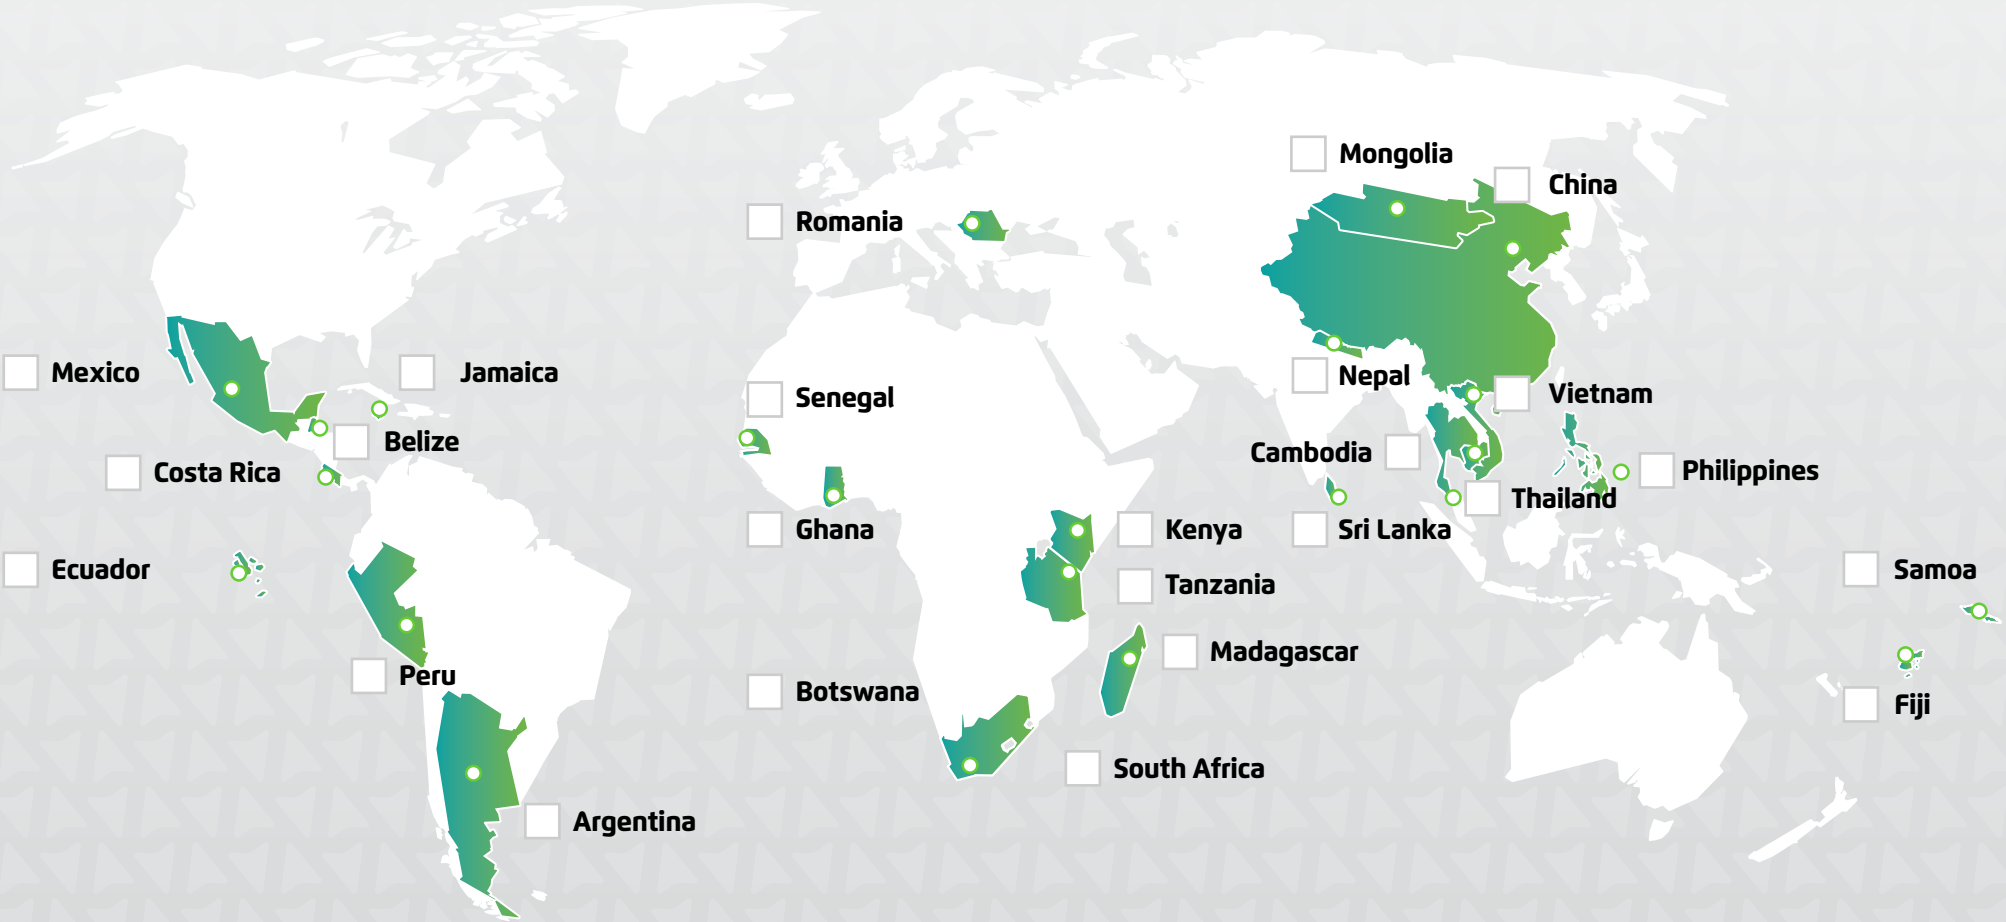 Mongolia
China
Romania
Mexico
Jamaica
Nepal
Senegal
Vietnam
Belize
Cambodia
Costa Rica
Philippines
Thailand
Ghana
Kenya
Sri Lanka
Ecuador
Samoa
Tanzania
Madagascar
Peru
Botswana
Fiji
South Africa
Argentina